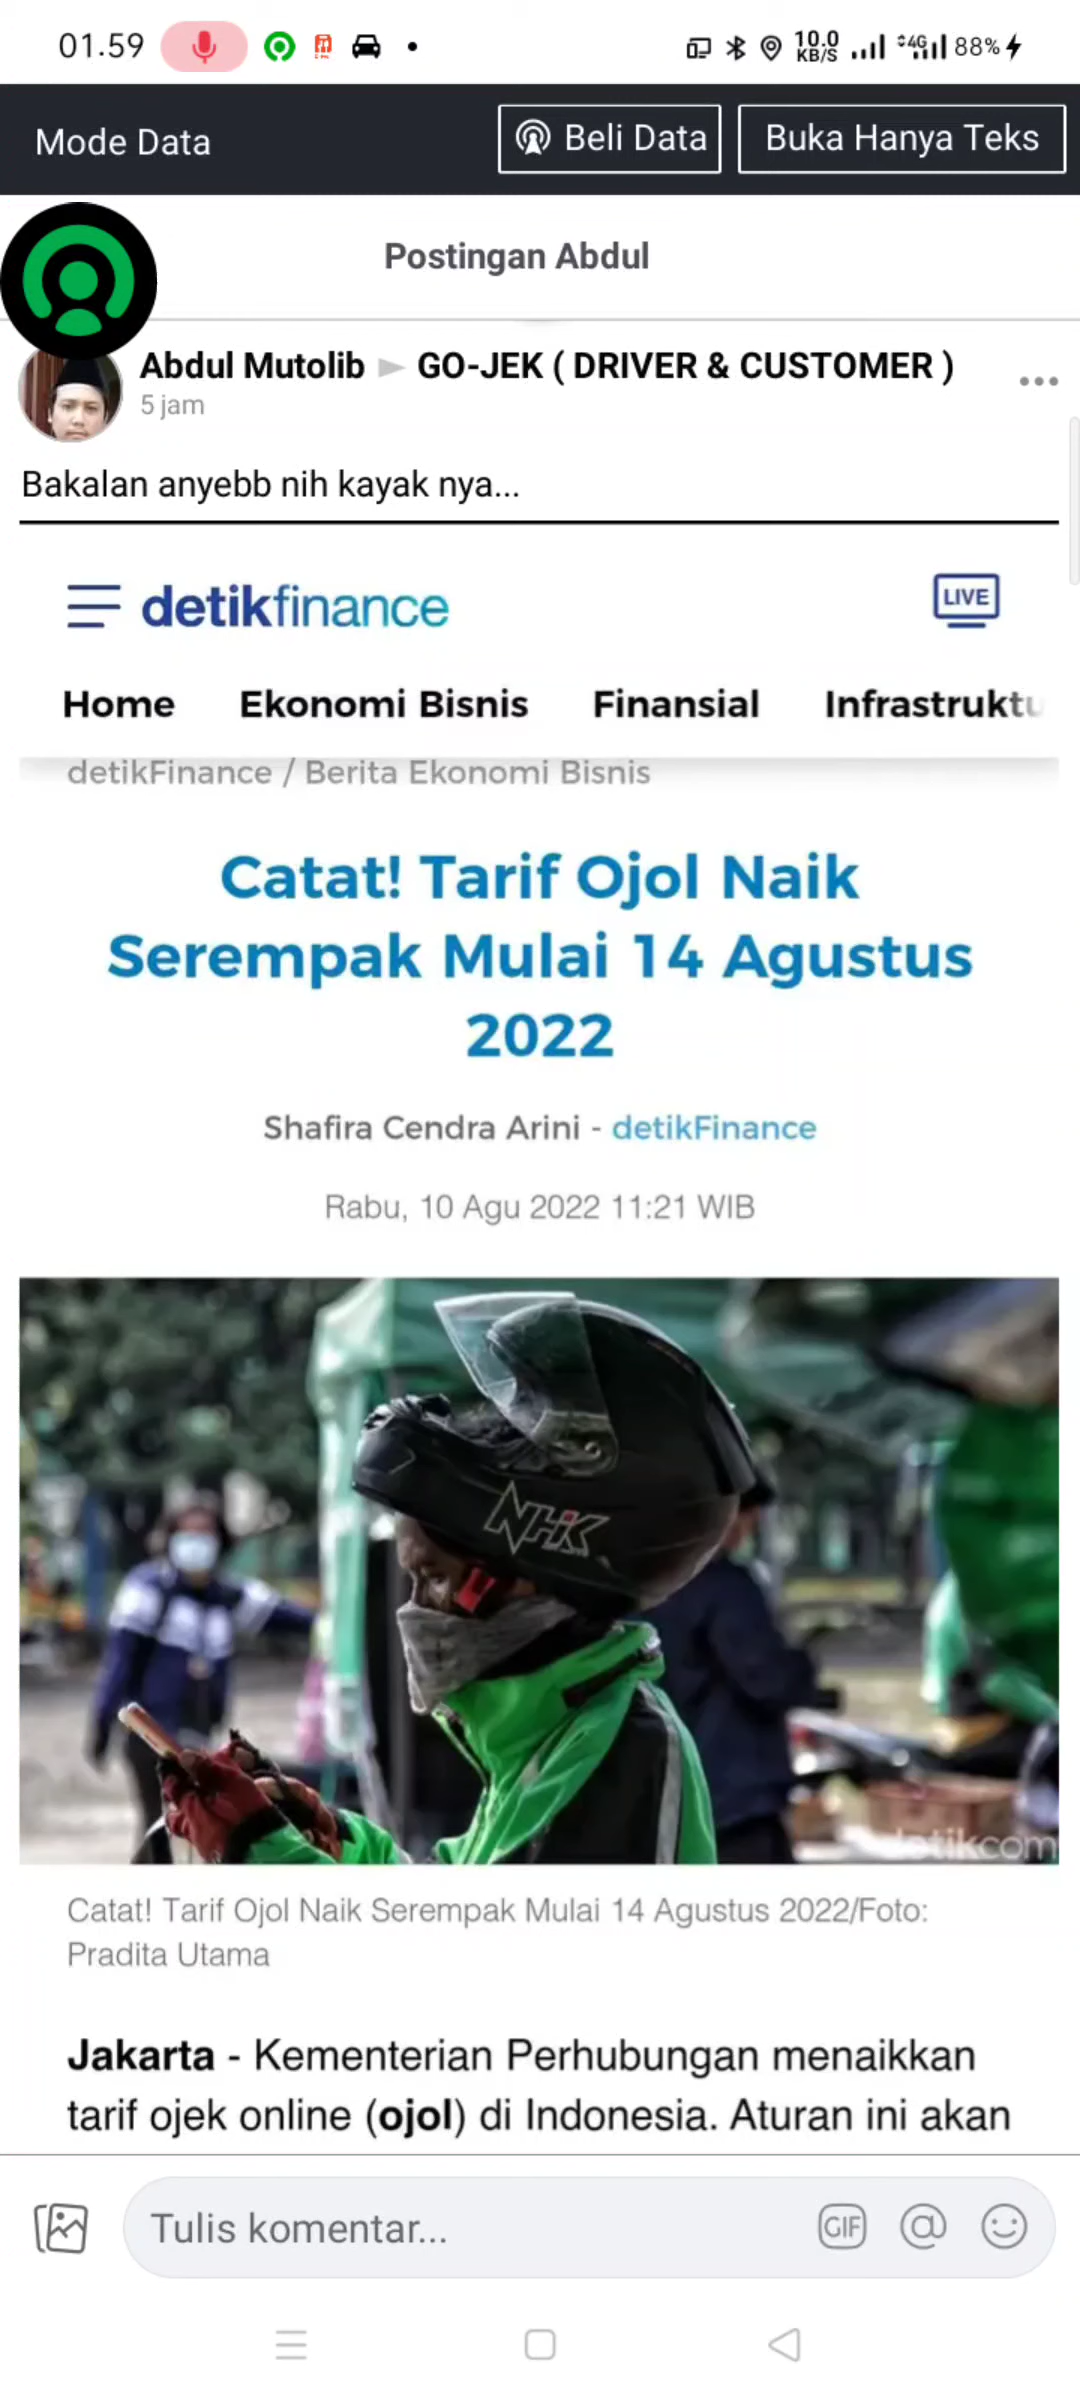 01.59
10.0
KB/S
4G
88%
Mode Data
Beli Data
Buka Hanya Teks
Postingan Abdul
Abdul Mutolib ► GO-JEK ( DRIVER & CUSTOMER )
5 jam
Bakalan anyebb nih kayak nya...
detikfinance
LIVE
Home Ekonomi Bisnis Finansial Infrastruktu
detikFinance / Berita Ekonomi Bisnis
Catat! Tarif Ojol Naik
Serempak Mulai 14 Agustus
2022
Shafira Cendra Arini - detikFinance
Rabu, 10 Agu 2022 11:21 WIB
NHK
detikcom
Catat! Tarif Ojol Naik Serempak Mulai 14 Agustus 2022/Foto:
Pradita Utama
Jakarta - Kementerian Perhubungan menaikkan
tarif ojek online (ojol) di Indonesia. Aturan ini akan
Tulis komentar...
GIF
@